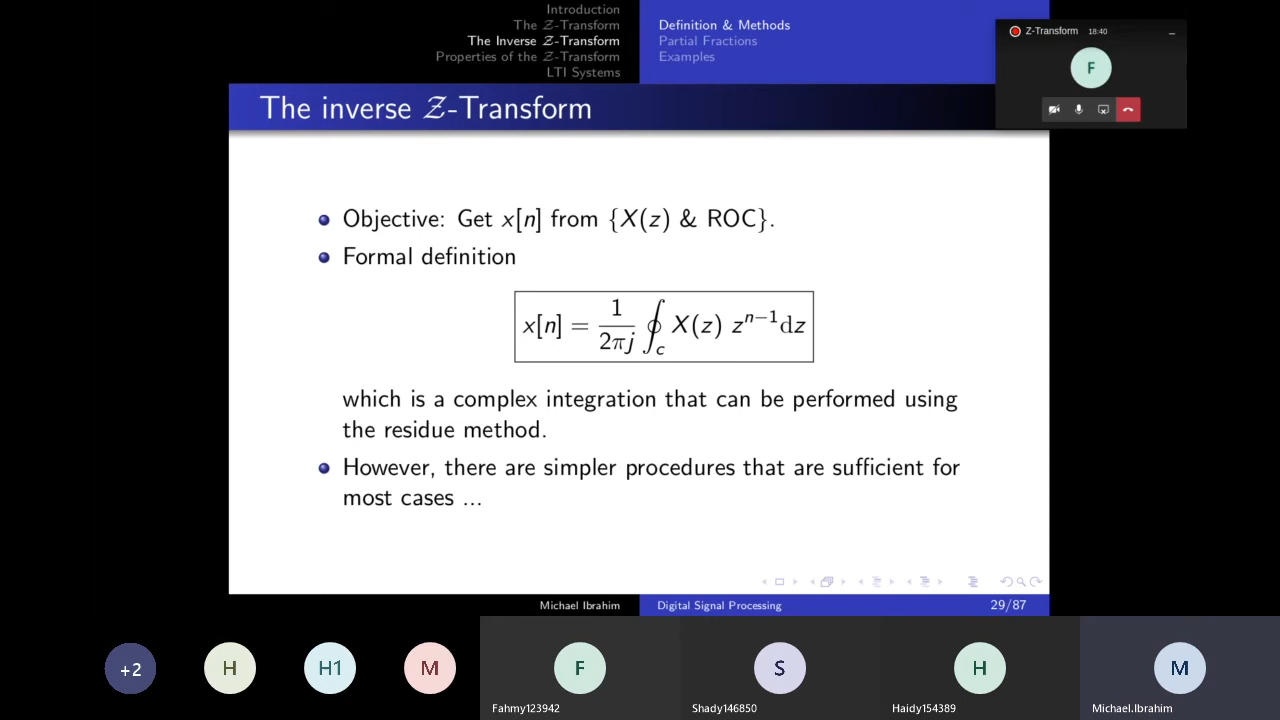 Introduction
The Z-Transform
The Inverse Z-Transform
Properties of the Z-Transform
LTI Systems
Definition & Methods
Partial Fractions
Examples
Z-Transform 18:40
F
The inverse Z-Transform
Objective: Get x[n] from {X(z) & ROC}.
Formal definition
x[n] = 1/2πj ∮c X(z) z^{n−1}dz
which is a complex integration that can be performed using
the residue method.
However, there are simpler procedures that are sufficient for
most cases ...
Michael Ibrahim
Digital Signal Processing
29/87
+2
H
H1
M
F
S
H
M
Fahmy123942
Shady146850
Haidy154389
Michael.Ibrahim